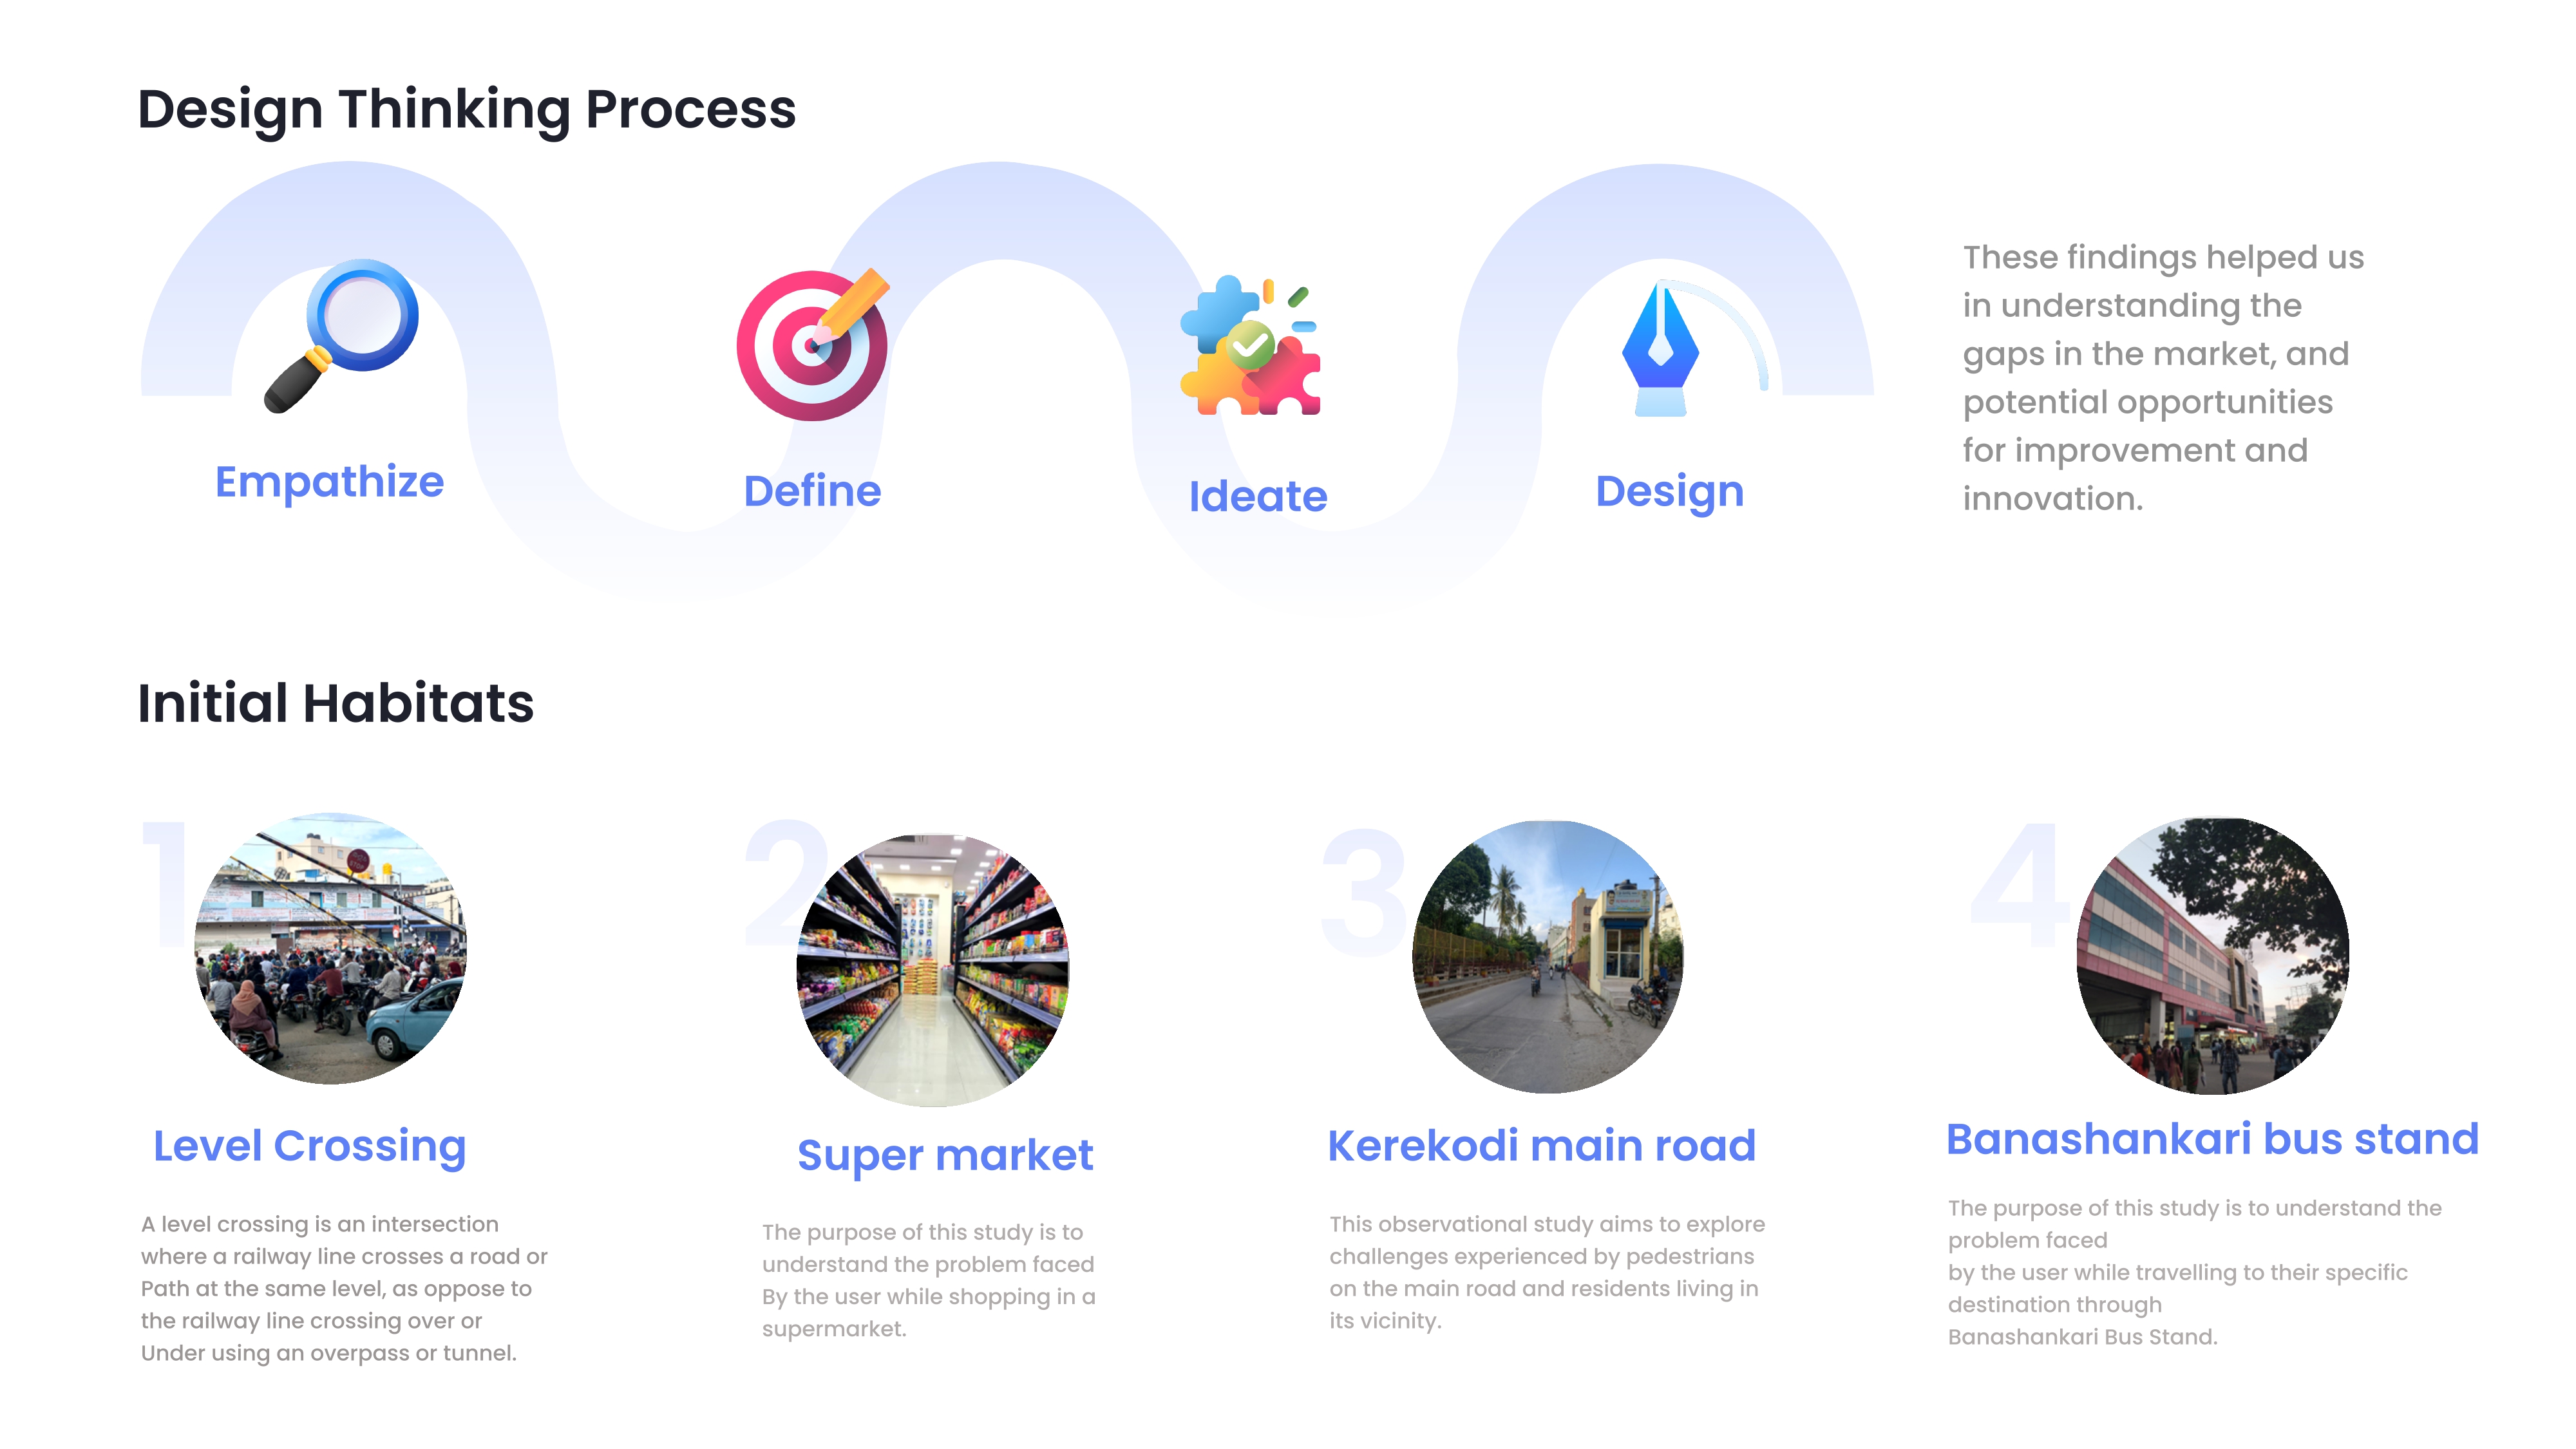 Design Thinking Process
Empathize
Define
Ideate
Design
These findings helped us
in understanding the
gaps in the market, and
potential opportunities
for improvement and
innovation.
Initial Habitats
1
2
3
4
Level Crossing
A level crossing is an intersection
where a railway line crosses a road or
Path at the same level, as oppose to
the railway line crossing over or
Under using an overpass or tunnel.
Super market
The purpose of this study is to
understand the problem faced
By the user while shopping in a
supermarket.
Kerekodi main road
This observational study aims to explore
challenges experienced by pedestrians
on the main road and residents living in
its vicinity.
Banashankari bus stand
The purpose of this study is to understand the
problem faced
by the user while travelling to their specific
destination through
Banashankari Bus Stand.